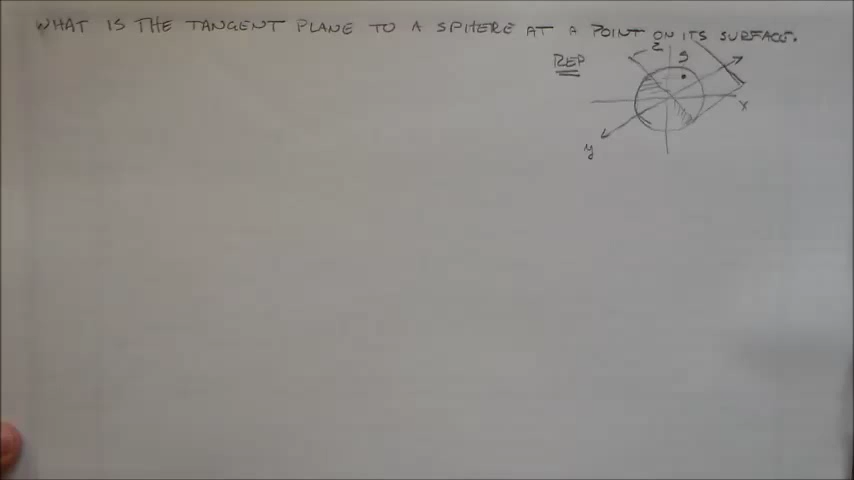 WHAT IS THE TANGENT PLANE TO A SPHERE AT A POINT ON ITS SURFACE.
REP
z
S
x
y